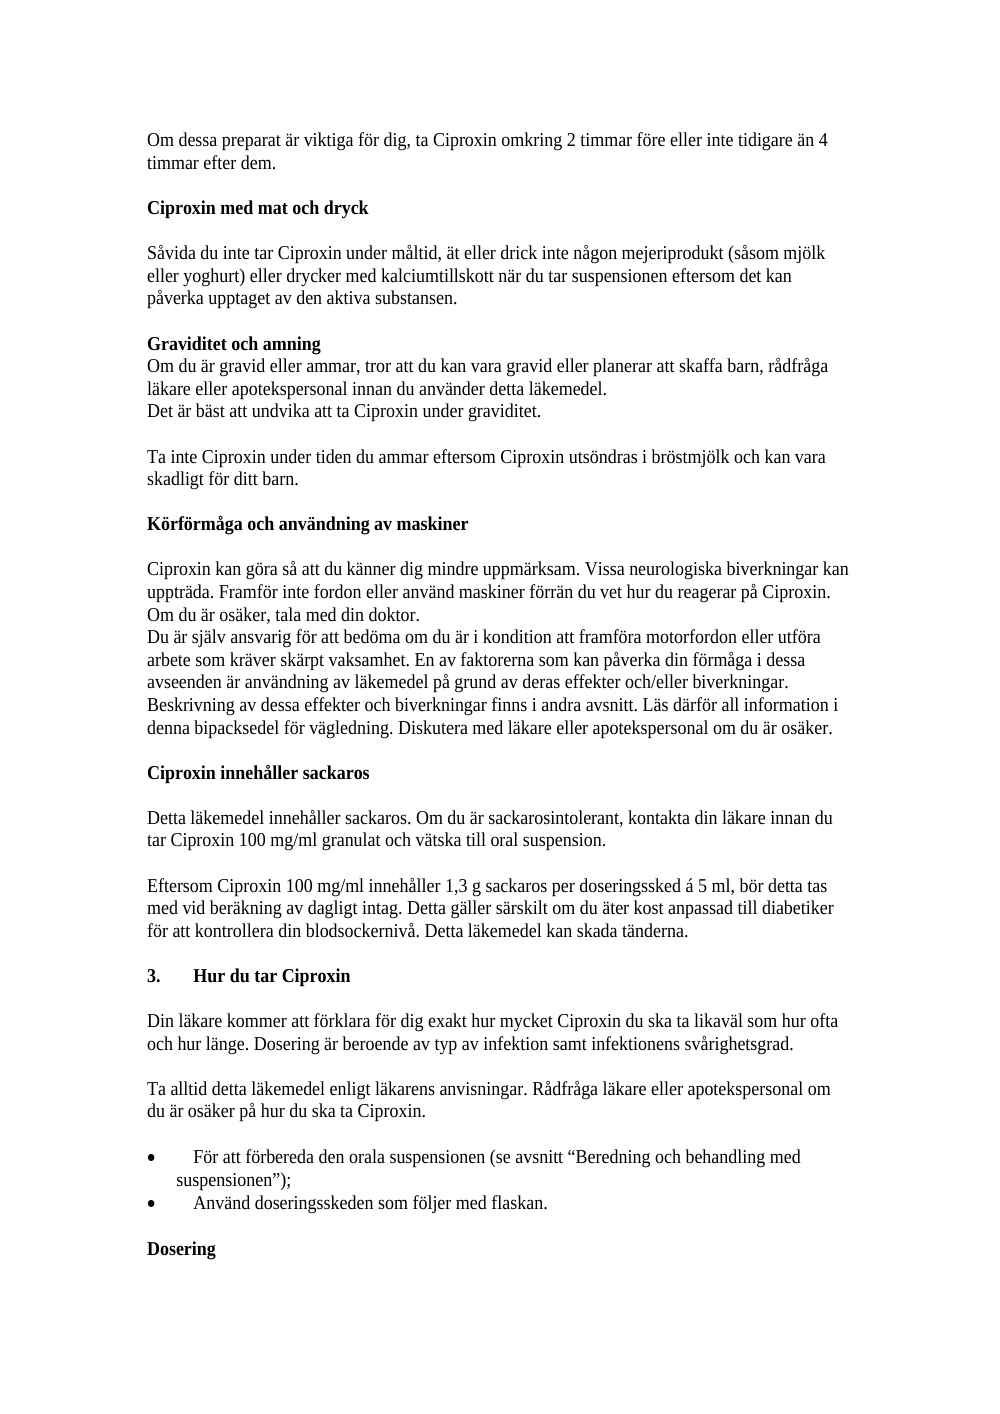 Om dessa preparat är viktiga för dig, ta Ciproxin omkring 2 timmar före eller inte tidigare än 4
timmar efter dem.
Ciproxin med mat och dryck
Såvida du inte tar Ciproxin under måltid, ät eller drick inte någon mejeriprodukt (såsom mjölk
eller yoghurt) eller drycker med kalciumtillskott när du tar suspensionen eftersom det kan
påverka upptaget av den aktiva substansen.
Graviditet och amning
Om du är gravid eller ammar, tror att du kan vara gravid eller planerar att skaffa barn, rådfråga
läkare eller apotekspersonal innan du använder detta läkemedel.
Det är bäst att undvika att ta Ciproxin under graviditet.
Ta inte Ciproxin under tiden du ammar eftersom Ciproxin utsöndras i bröstmjölk och kan vara
skadligt för ditt barn.
Körförmåga och användning av maskiner
Ciproxin kan göra så att du känner dig mindre uppmärksam. Vissa neurologiska biverkningar kan
uppträda. Framför inte fordon eller använd maskiner förrän du vet hur du reagerar på Ciproxin.
Om du är osäker, tala med din doktor.
Du är själv ansvarig för att bedöma om du är i kondition att framföra motorfordon eller utföra
arbete som kräver skärpt vaksamhet. En av faktorerna som kan påverka din förmåga i dessa
avseenden är användning av läkemedel på grund av deras effekter och/eller biverkningar.
Beskrivning av dessa effekter och biverkningar finns i andra avsnitt. Läs därför all information i
denna bipacksedel för vägledning. Diskutera med läkare eller apotekspersonal om du är osäker.
Ciproxin innehåller sackaros
Detta läkemedel innehåller sackaros. Om du är sackarosintolerant, kontakta din läkare innan du
tar Ciproxin 100 mg/ml granulat och vätska till oral suspension.
Eftersom Ciproxin 100 mg/ml innehåller 1,3 g sackaros per doseringssked á 5 ml, bör detta tas
med vid beräkning av dagligt intag. Detta gäller särskilt om du äter kost anpassad till diabetiker
för att kontrollera din blodsockernivå. Detta läkemedel kan skada tänderna.
3. Hur du tar Ciproxin
Din läkare kommer att förklara för dig exakt hur mycket Ciproxin du ska ta likaväl som hur ofta
och hur länge. Dosering är beroende av typ av infektion samt infektionens svårighetsgrad.
Ta alltid detta läkemedel enligt läkarens anvisningar. Rådfråga läkare eller apotekspersonal om
du är osäker på hur du ska ta Ciproxin.
• För att förbereda den orala suspensionen (se avsnitt “Beredning och behandling med
suspensionen”);
• Använd doseringsskeden som följer med flaskan.
Dosering